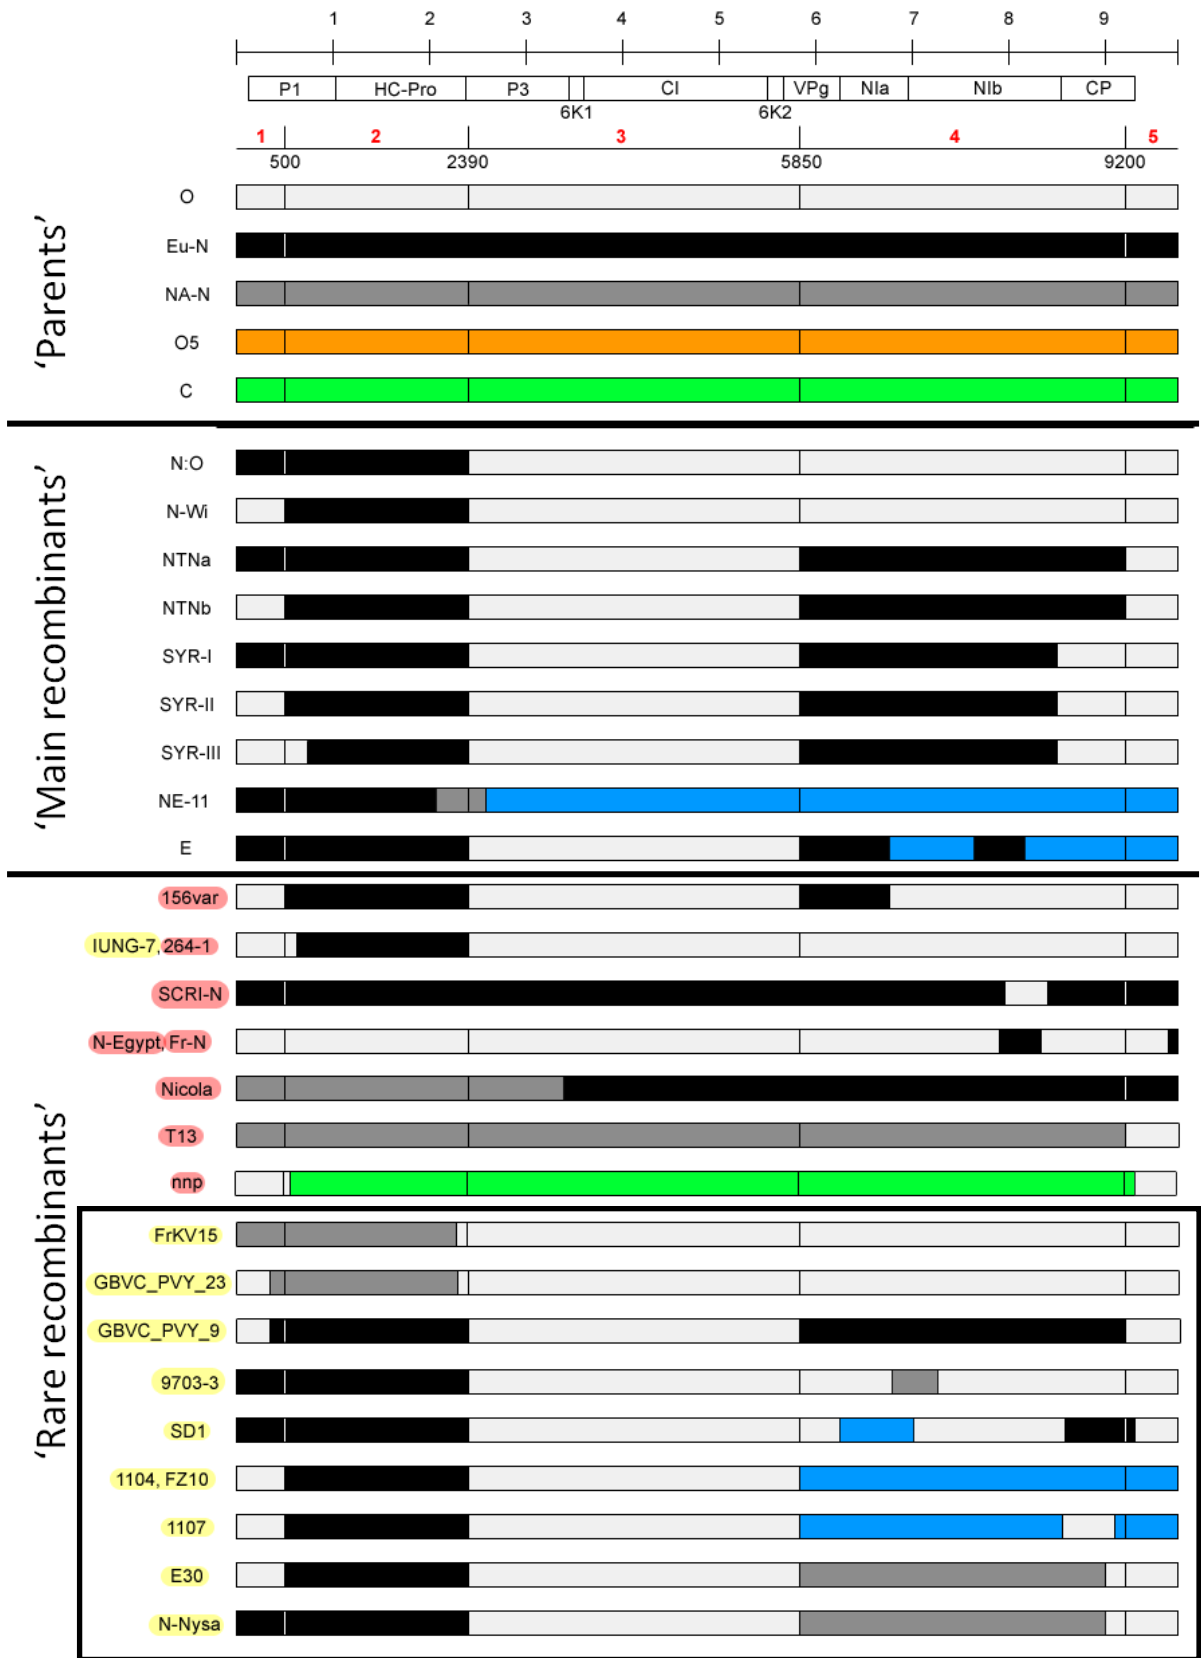 1 2 3 4 5 6 7 8 9
P1 HC-Pro P3 CI VPg NIa NIb CP
6K1 6K2
1 2 3 4 5
500 2390 5850 9200
'Parents'
O
Eu-N
NA-N
O5
C
'Main recombinants'
N:O
N-Wi
NTNa
NTNb
SYR-I
SYR-II
SYR-III
NE-11
E
'Rare recombinants'
156var
IUNG-7, 264-1
SCRI-N
N-Egypt, Fr-N
Nicola
T13
nnp
FrKV15
GBVC_PVY_23
GBVC_PVY_9
9703-3
SD1
1104, FZ10
1107
E30
N-Nysa